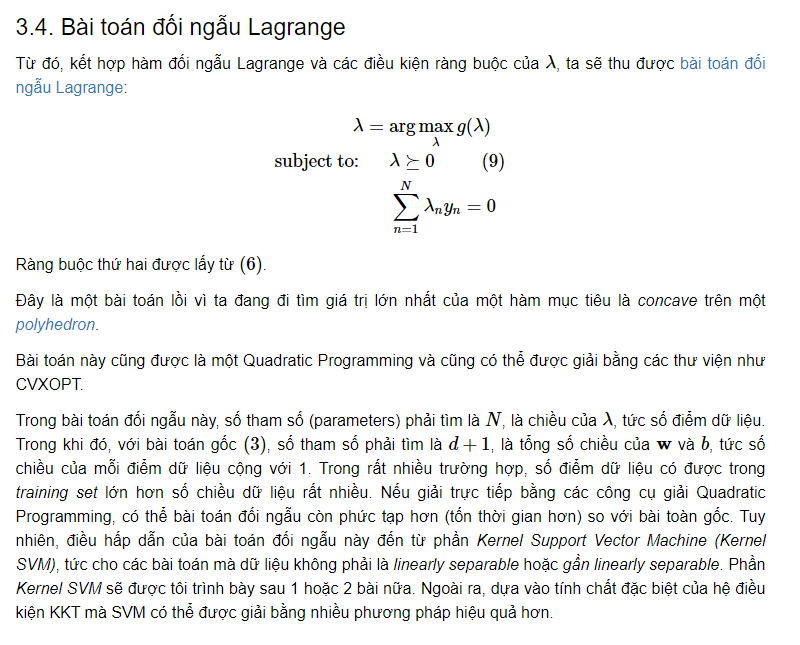 3.4. Bài toán đối ngẫu Lagrange
Từ đó, kết hợp hàm đối ngẫu Lagrange và các điều kiện ràng buộc của λ, ta sẽ thu được bài toán đối
ngẫu Lagrange:
λ = arg max g(λ)
λ
subject to: λ ⪰ 0 (9)
N
∑ λₙyₙ = 0
n=1
Ràng buộc thứ hai được lấy từ (6).
Đây là một bài toán lồi vì ta đang đi tìm giá trị lớn nhất của một hàm mục tiêu là concave trên một
polyhedron.
Bài toán này cũng được là một Quadratic Programming và cũng có thể được giải bằng các thư viện như
CVXOPT.
Trong bài toán đối ngẫu này, số tham số (parameters) phải tìm là N, là chiều của λ, tức số điểm dữ liệu.
Trong khi đó, với bài toán gốc (3), số tham số phải tìm là d + 1, là tổng số chiều của w và b, tức số
chiều của mỗi điểm dữ liệu cộng với 1. Trong rất nhiều trường hợp, số điểm dữ liệu có được trong
training set lớn hơn số chiều dữ liệu rất nhiều. Nếu giải trực tiếp bằng các công cụ giải Quadratic
Programming, có thể bài toán đối ngẫu còn phức tạp hơn (tốn thời gian hơn) so với bài toàn gốc. Tuy
nhiên, điều hấp dẫn của bài toán đối ngẫu này đến từ phần Kernel Support Vector Machine (Kernel
SVM), tức cho các bài toán mà dữ liệu không phải là linearly separable hoặc gần linearly separable. Phần
Kernel SVM sẽ được tôi trình bày sau 1 hoặc 2 bài nữa. Ngoài ra, dựa vào tính chất đặc biệt của hệ điều
kiện KKT mà SVM có thể được giải bằng nhiều phương pháp hiệu quả hơn.